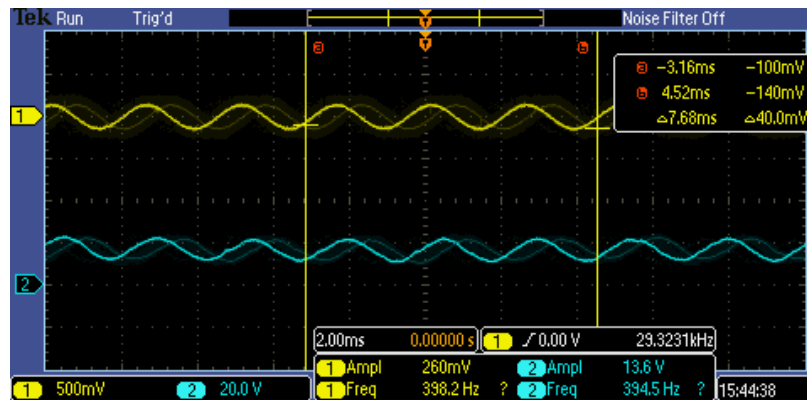 Tek Run Trig'd Noise Filter Off
a b
a −3.16ms −100mV
b 4.52ms −140mV
△7.68ms △40.0mV
1
2
2.00ms 0.00000 s 1 / 0.00 V 29.3231kHz
1 Ampl 260mV 2 Ampl 13.6 V
1 500mV 2 20.0 V 1 Freq 398.2 Hz ? 2 Freq 394.5 Hz ? 15:44:38